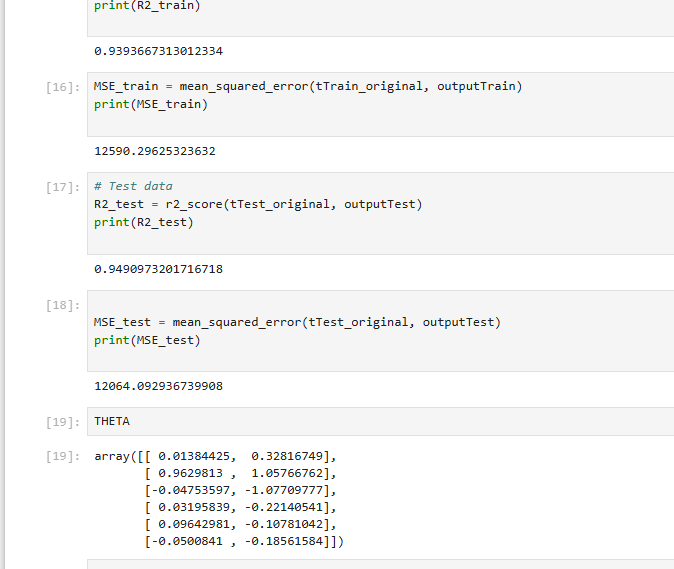 print(R2_train)
0.9393667313012334
[16]: MSE_train = mean_squared_error(tTrain_original, outputTrain)
print(MSE_train)
12590.29625323632
[17]: # Test data
R2_test = r2_score(tTest_original, outputTest)
print(R2_test)
0.9490973201716718
[18]:
MSE_test = mean_squared_error(tTest_original, outputTest)
print(MSE_test)
12064.092936739908
[19]: THETA
[19]: array([[ 0.01384425,  0.32816749],
[ 0.9629813 ,  1.05766762],
[-0.04753597, -1.07709777],
[ 0.03195839, -0.22140541],
[ 0.09642981, -0.10781042],
[-0.0500841 , -0.18561584]])